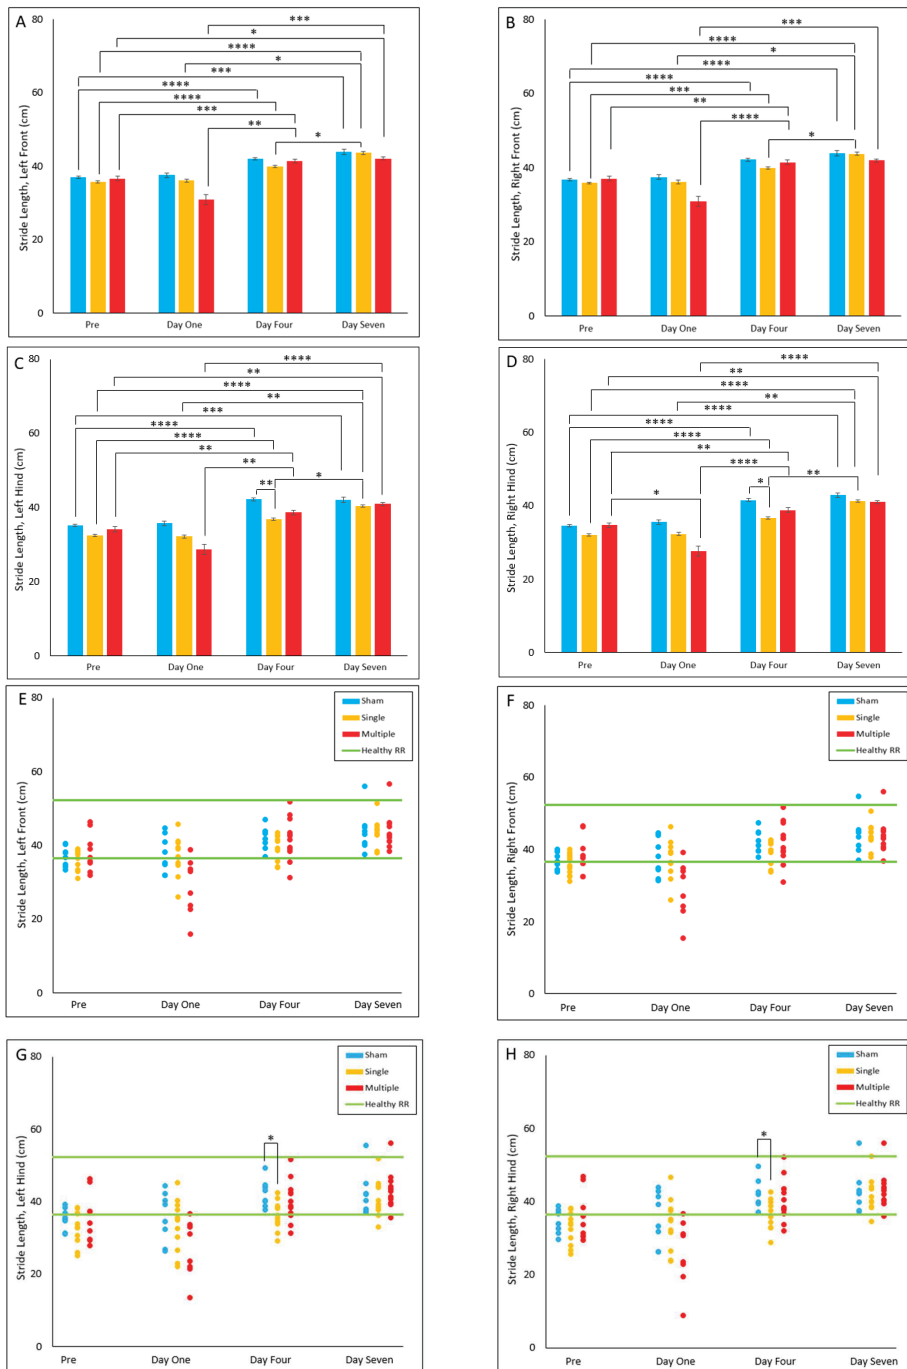 A
Stride Length, Left Front (cm)
80
60
40
20
0
***
*
****
*
***
****
****
***
**
*
Pre Day One Day Four Day Seven
B
Stride Length, Right Front (cm)
80
60
40
20
0
***
****
*
****
****
***
**
****
*
Pre Day One Day Four Day Seven
C
Stride Length, Left Hind (cm)
80
60
40
20
0
****
**
****
**
***
****
****
**
**
*
**
Pre Day One Day Four Day Seven
D
Stride Length, Right Hind (cm)
80
60
40
20
0
****
**
****
**
****
****
****
**
****
**
*
*
Pre Day One Day Four Day Seven
E
Stride Length, Left Front (cm)
80
60
40
20
0
Sham
Single
Multiple
Healthy RR
Pre Day One Day Four Day Seven
F
Stride Length, Right Front (cm)
80
60
40
20
0
Sham
Single
Multiple
Healthy RR
Pre Day One Day Four Day Seven
G
Stride Length, Left Hind (cm)
80
60
40
20
0
Sham
Single
Multiple
Healthy RR
*
Pre Day One Day Four Day Seven
H
Stride Length, Right Hind (cm)
80
60
40
20
0
Sham
Single
Multiple
Healthy RR
*
Pre Day One Day Four Day Seven